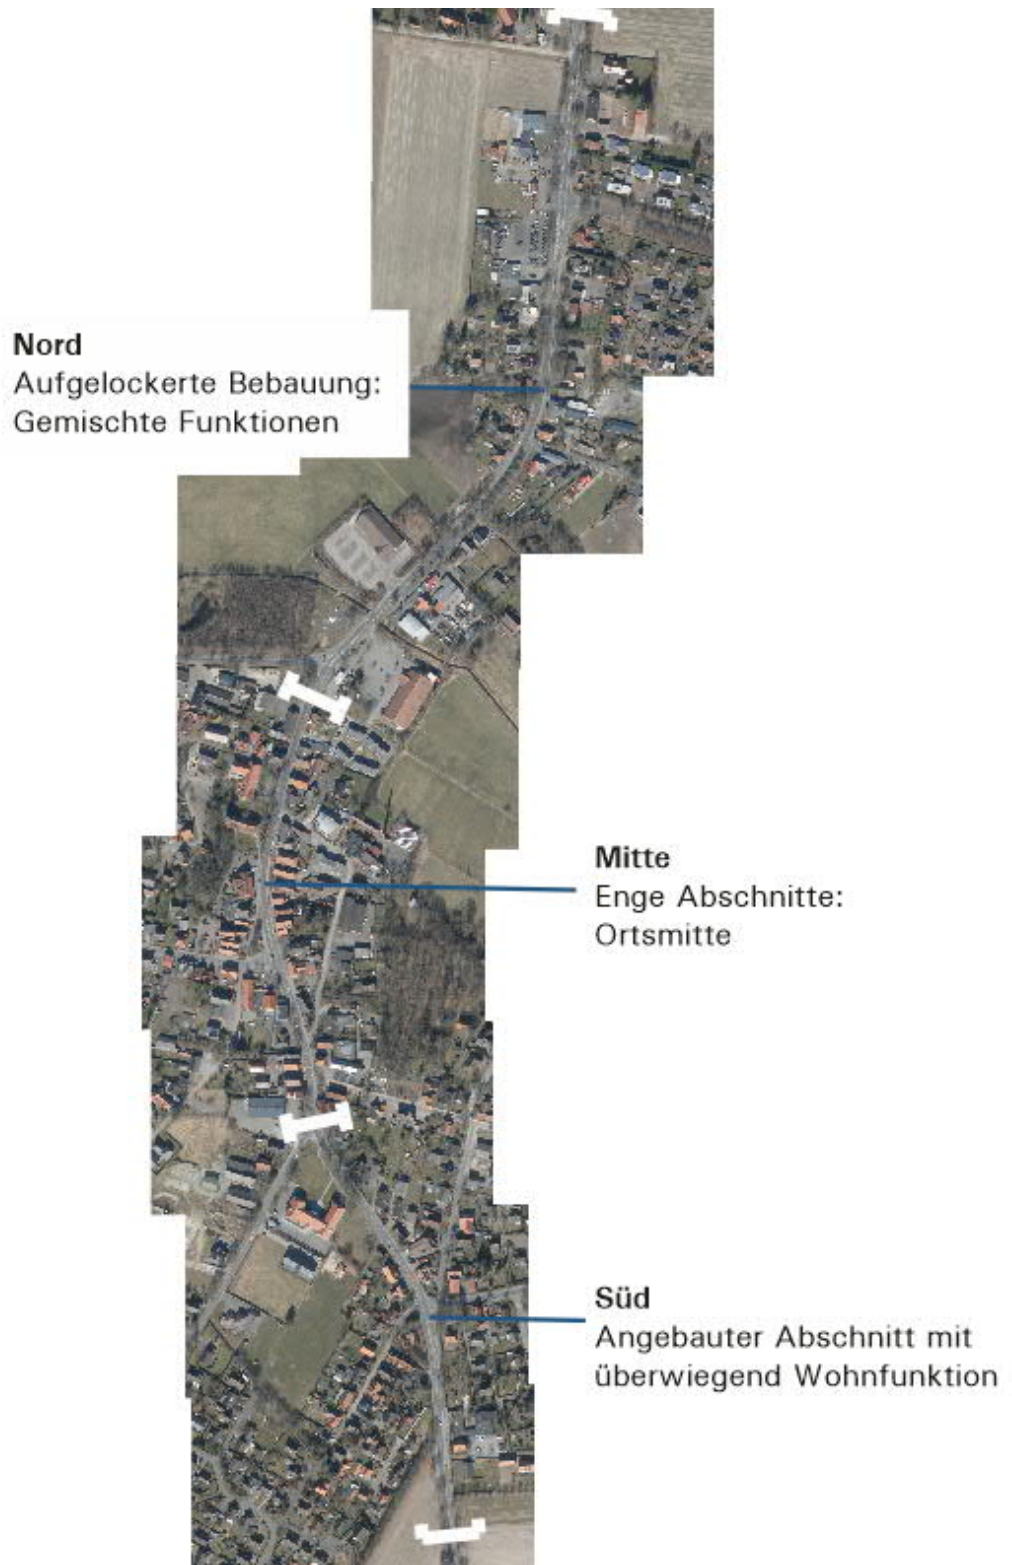 Nord
Aufgelockerte Bebauung:
Gemischte Funktionen
Mitte
Enge Abschnitte:
Ortsmitte
Süd
Angebauter Abschnitt mit
überwiegend Wohnfunktion